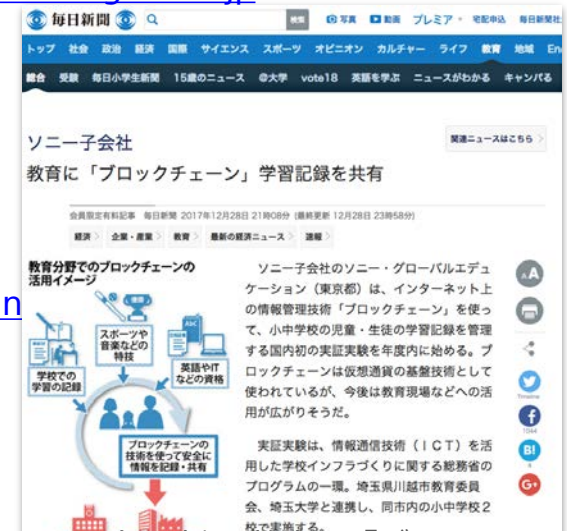 毎日新聞
検索
写真
動画
プレミア
宅配申込
毎日新聞社
トップ 社会 政治 経済 国際 サイエンス スポーツ オピニオン カルチャー ライフ 教育 地域 En
総合 受験 毎日小学生新聞 15歳のニュース @大学 vote18 英語を学ぶ ニュースがわかる キャンパる
ソニー子会社
関連ニュースはこちら
教育に「ブロックチェーン」学習記録を共有
会員限定有料記事 毎日新聞 2017年12月28日 21時08分 (最終更新 12月28日 23時58分)
経済 企業・産業 教育 最新の経済ニュース 速報
教育分野でのブロックチェーンの
活用イメージ
スポーツや
音楽などの
特技
ABC
学校での
学習の記録
英語やIT
などの資格
ブロックチェーンの
技術を使って安全に
情報を記録・共有
ソニー子会社のソニー・グローバルエデュ
ケーション(東京都)は、インターネット上
の情報管理技術「ブロックチェーン」を使っ
て、小中学校の児童・生徒の学習記録を管理
する国内初の実証実験を年度内に始める。ブ
ロックチェーンは仮想通貨の基盤技術として
使われているが、今後は教育現場などへの活
用が広がりそうだ。
実証実験は、情報通信技術(ICT)を活
用した学校インフラづくりに関する総務省の
プログラムの一環。埼玉県川越市教育委員
会、埼玉大学と連携し、同市内の小中学校2
校で実施する。
AA
Timeline
1044
B!
G+
n